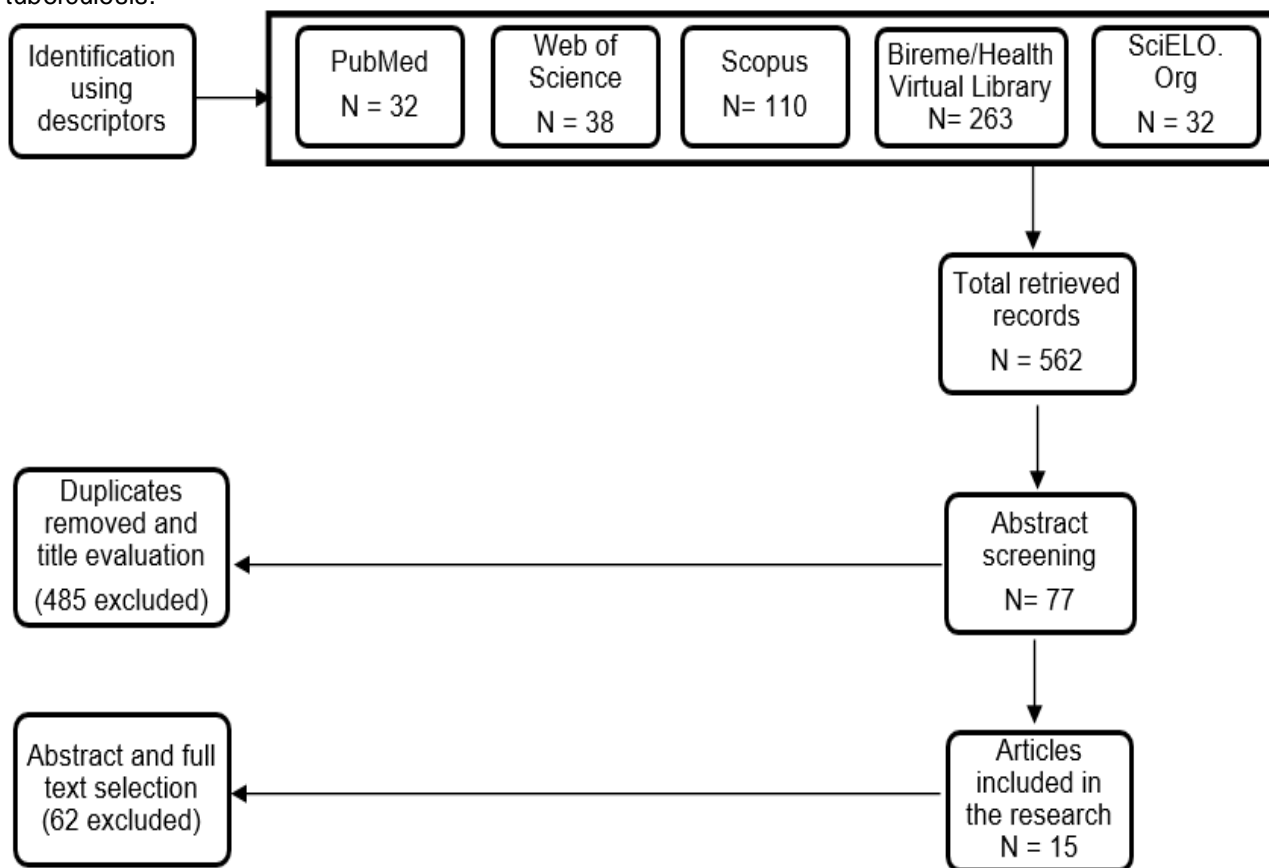 tuberculosis.
Identification
using
descriptors
PubMed
N = 32
Web of
Science
N = 38
Scopus
N= 110
Bireme/Health
Virtual Library
N= 263
SciELO.
Org
N = 32
Total retrieved
records
N = 562
Duplicates
removed and
title evaluation
(485 excluded)
Abstract
screening
N= 77
Abstract and full
text selection
(62 excluded)
Articles
included in
the research
N = 15